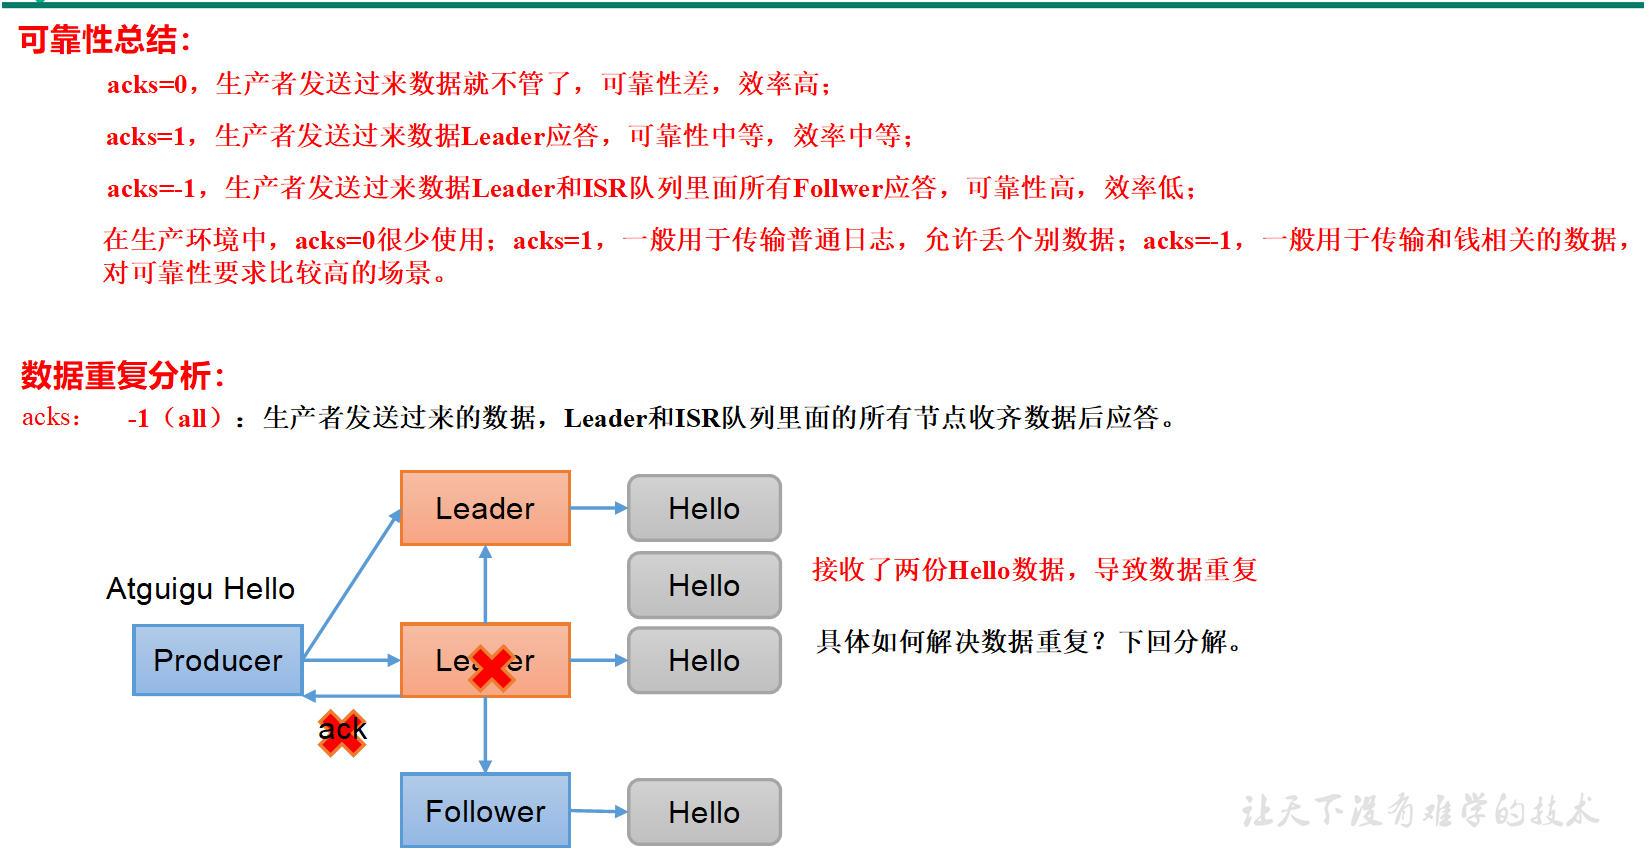 可靠性总结：
acks=0，生产者发送过来数据就不管了，可靠性差，效率高；
acks=1，生产者发送过来数据Leader应答，可靠性中等，效率中等；
acks=-1，生产者发送过来数据Leader和ISR队列里面所有Follwer应答，可靠性高，效率低；
在生产环境中，acks=0很少使用；acks=1，一般用于传输普通日志，允许丢个别数据；acks=-1，一般用于传输和钱相关的数据，
对可靠性要求比较高的场景。
数据重复分析：
acks： -1（all）：生产者发送过来的数据，Leader和ISR队列里面的所有节点收齐数据后应答。
Leader
Hello
Hello
接收了两份Hello数据，导致数据重复
Atguigu Hello
具体如何解决数据重复？下回分解。
Producer
Leader
Hello
ack
Follower
Hello
让天下没有难学的技术